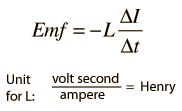 Emf = −L ΔI/Δt
Unit for L: volt second/ampere = Henry